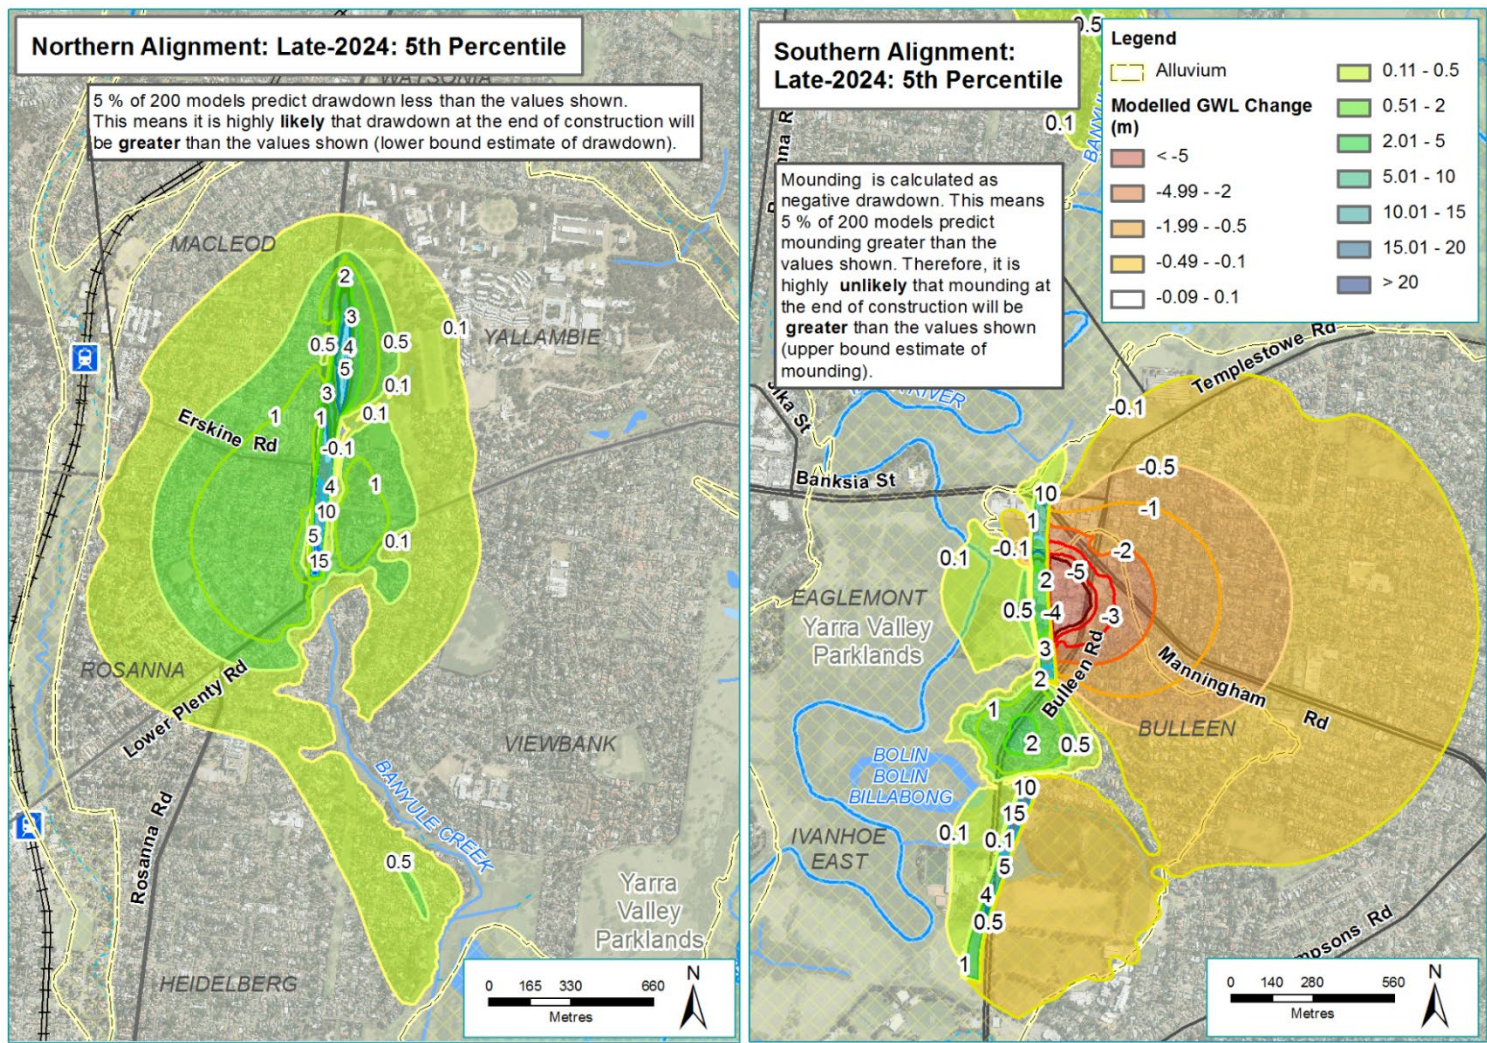 Northern Alignment: Late-2024: 5th Percentile
WATSONIA
5 % of 200 models predict drawdown less than the values shown.
This means it is highly likely that drawdown at the end of construction will
be greater than the values shown (lower bound estimate of drawdown).
MACLEOD
2
3
0.5
4
0.5
0.1
YALLAMBIE
5
3
0.1
1
1
0.1
Erskine Rd
-0.1
4
1
10
5
0.1
15
ROSANNA
Lower Plenty Rd
VIEWBANK
BANYULE CREEK
Rosanna Rd
0.5
Yarra
Valley
Parklands
HEIDELBERG
0 165 330 660
Metres
N
Southern Alignment:
Late-2024: 5th Percentile
0.5
0.1
Mounding is calculated as
negative drawdown. This means
5 % of 200 models predict
mounding greater than the
values shown. Therefore, it is
highly unlikely that mounding at
the end of construction will be
greater than the values shown
(upper bound estimate of
mounding).
Legend
Alluvium
Modelled GWL Change
(m)
< -5
-4.99 - -2
-1.99 - -0.5
-0.49 - -0.1
-0.09 - 0.1
0.11 - 0.5
0.51 - 2
2.01 - 5
5.01 - 10
10.01 - 15
15.01 - 20
> 20
RIVER
Templestowe Rd
-0.1
Banksia St
-0.5
10
-1
1
-0.1
-2
0.1
-5
2
EAGLEMONT
0.5
-4
-3
Yarra Valley
Parklands
3
2
Bulleen Rd
Manningham Rd
1
BULLEEN
2
0.5
BOLIN
BOLIN
BILLABONG
10
15
0.1
0.1
IVANHOE
EAST
5
4
0.5
1
mpsons Rd
0 140 280 560
Metres
N